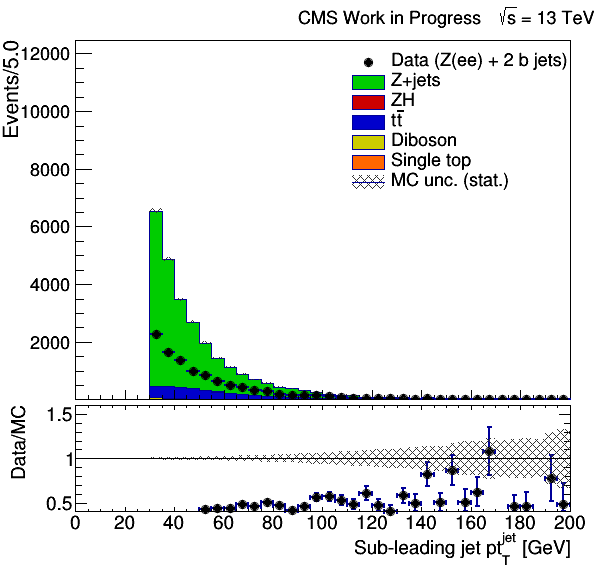 CMS Work in Progress √s = 13 TeV
Events/5.0
12000
10000
8000
6000
4000
2000
Data (Z(ee) + 2 b jets)
Z+jets
ZH
tt̅
Diboson
Single top
MC unc. (stat.)
Data/MC
1.5
1
0.5
0 20 40 60 80 100 120 140 160 180 200
Sub-leading jet pt_T^jet [GeV]